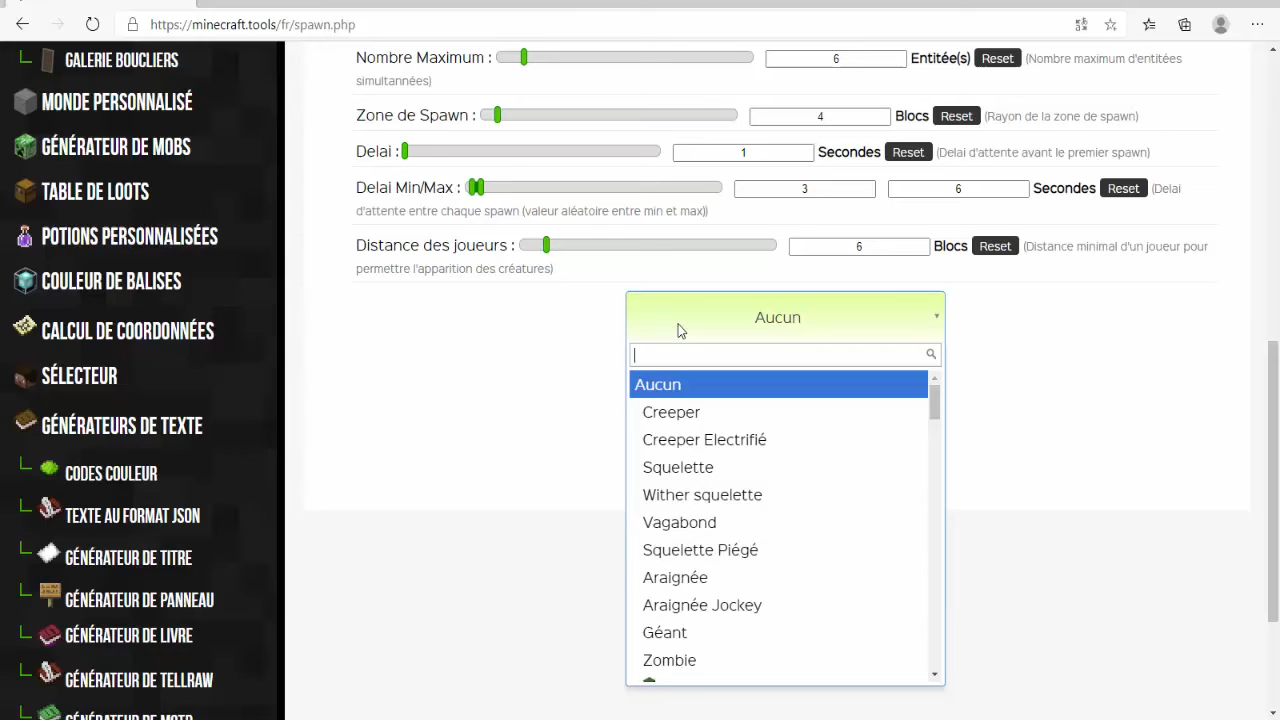 https://minecraft.tools/fr/spawn.php
GALERIE BOUCLIERS
MONDE PERSONNALISÉ
GÉNÉRATEUR DE MOBS
TABLE DE LOOTS
POTIONS PERSONNALISÉES
COULEUR DE BALISES
CALCUL DE COORDONNÉES
SÉLECTEUR
GÉNÉRATEURS DE TEXTE
CODES COULEUR
TEXTE AU FORMAT JSON
GÉNÉRATEUR DE TITRE
GÉNÉRATEUR DE PANNEAU
GÉNÉRATEUR DE LIVRE
GÉNÉRATEUR DE TELLRAW
GÉNÉRATEUR DE MOTD
Nombre Maximum : 6 Entitée(s) Reset (Nombre maximum d'entitées
simultannées)
Zone de Spawn : 4 Blocs Reset (Rayon de la zone de spawn)
Delai : 1 Secondes Reset (Delai d'attente avant le premier spawn)
Delai Min/Max : 3 6 Secondes Reset (Delai
d'attente entre chaque spawn (valeur aléatoire entre min et max))
Distance des joueurs : 6 Blocs Reset (Distance minimal d'un joueur pour
permettre l'apparition des créatures)
Aucun
Aucun
Creeper
Creeper Electrifié
Squelette
Wither squelette
Vagabond
Squelette Piégé
Araignée
Araignée Jockey
Géant
Zombie